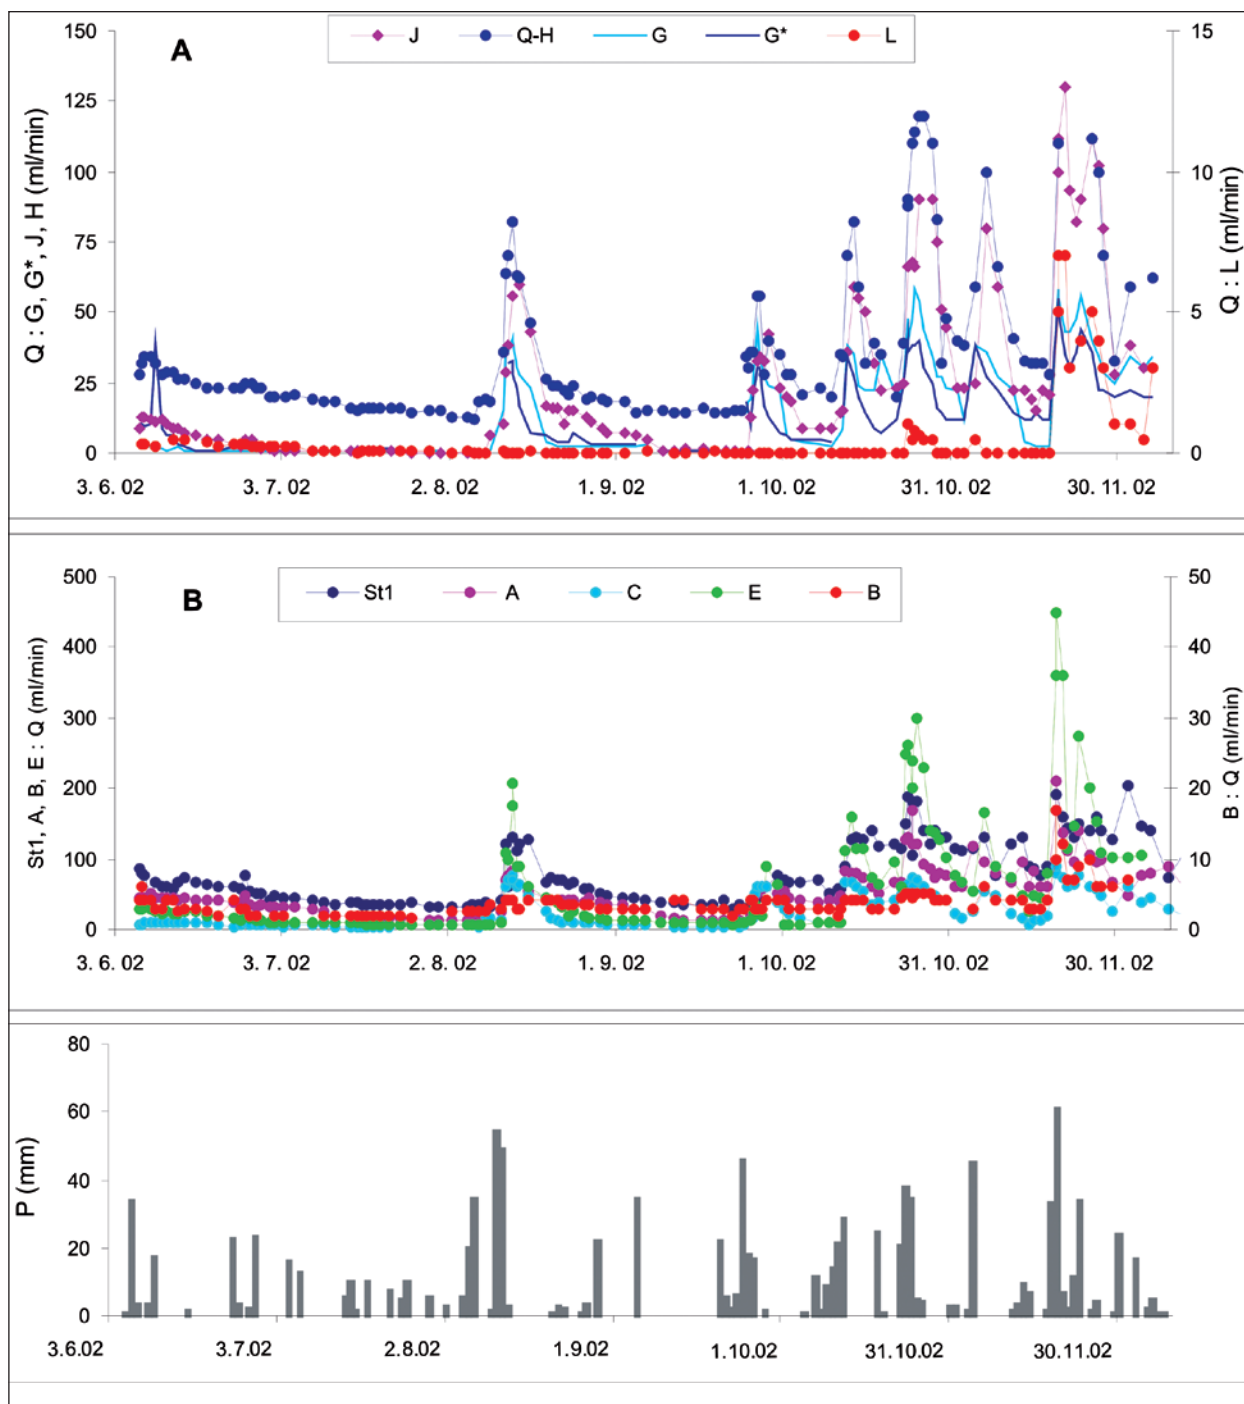 A
J Q-H G G* L
Q : G, G*, J, H (ml/min)
150
125
100
75
50
25
0
15
10
5
0
Q : L (ml/min)
3. 6. 02 3. 7. 02 2. 8. 02 1. 9. 02 1. 10. 02 31. 10. 02 30. 11. 02
B
St1 A C E B
St1, A, B, E : Q (ml/min)
500
400
300
200
100
0
50
40
30
20
10
0
B : Q (ml/min)
3. 6. 02 3.7. 02 2. 8. 02 1. 9. 02 1. 10. 02 31. 10. 02 30. 11. 02
P (mm)
80
60
40
20
0
3.6.02 3.7.02 2.8.02 1.9.02 1.10.02 31.10.02 30.11.02